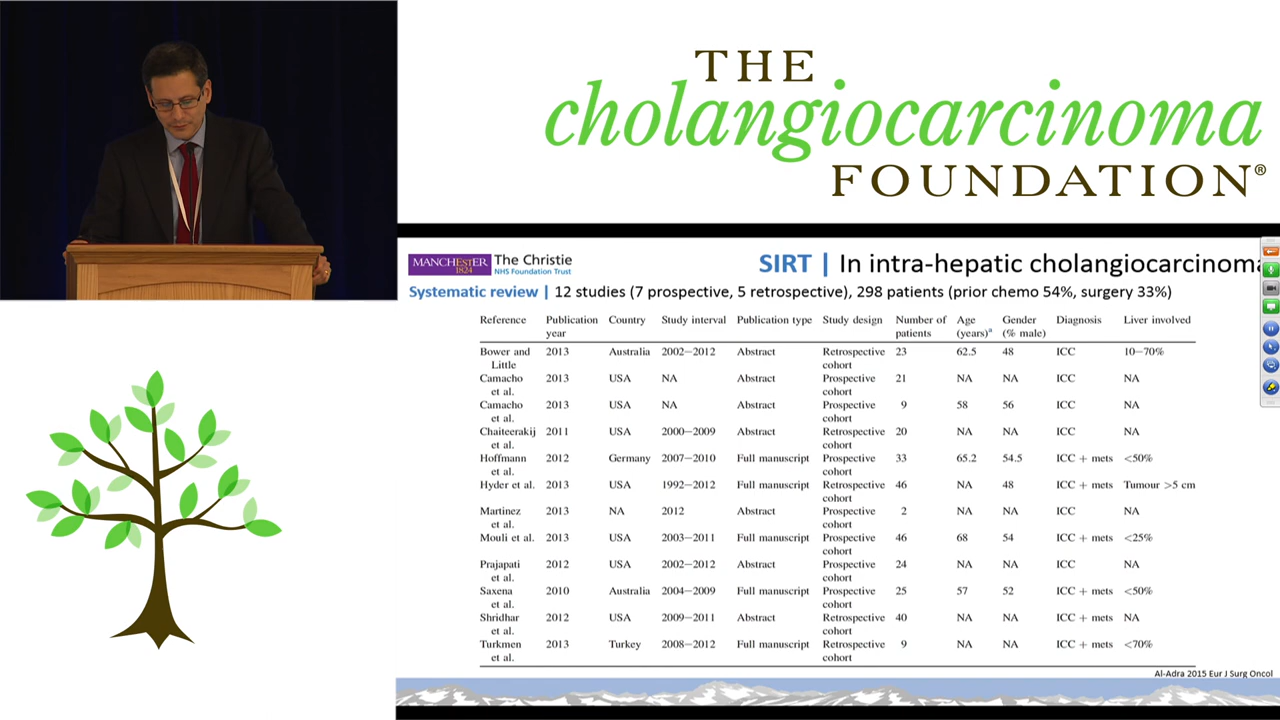 THE
cholangiocarcinoma
FOUNDATION®
MANCHESTER
1824
The Christie
NHS Foundation Trust
SIRT | In intra-hepatic cholangiocarcinoma
Systematic review | 12 studies (7 prospective, 5 retrospective), 298 patients (prior chemo 54%, surgery 33%)
Reference Publication Country Study interval Publication type Study design Number of Age Gender Diagnosis Liver involved
year patients (years)ᵃ (% male)
Bower and 2013 Australia 2002–2012 Abstract Retrospective 23 62.5 48 ICC 10–70%
Little cohort
Camacho 2013 USA NA Abstract Prospective 21 NA NA ICC NA
et al. cohort
Camacho 2013 USA NA Abstract Prospective 9 58 56 ICC NA
et al. cohort
Chaiteerakij 2011 USA 2000–2009 Abstract Retrospective 20 NA NA ICC NA
et al. cohort
Hoffmann 2012 Germany 2007–2010 Full manuscript Prospective 33 65.2 54.5 ICC + mets <50%
et al. cohort
Hyder et al. 2013 USA 1992–2012 Full manuscript Retrospective 46 NA 48 ICC + mets Tumour >5 cm
cohort
Martinez 2013 NA 2012 Abstract Prospective 2 NA NA ICC NA
et al. cohort
Mouli et al. 2013 USA 2003–2011 Full manuscript Prospective 46 68 54 ICC + mets <25%
cohort
Prajapati 2012 USA 2002–2012 Abstract Prospective 24 NA NA ICC NA
et al. cohort
Saxena 2010 Australia 2004–2009 Full manuscript Prospective 25 57 52 ICC + mets <50%
et al. cohort
Shridhar 2012 USA 2009–2011 Abstract Retrospective 40 NA NA ICC + mets NA
et al. cohort
Turkmen 2013 Turkey 2008–2012 Full manuscript Retrospective 9 NA NA ICC + mets <70%
et al. cohort
Al-Adra 2015 Eur J Surg Oncol